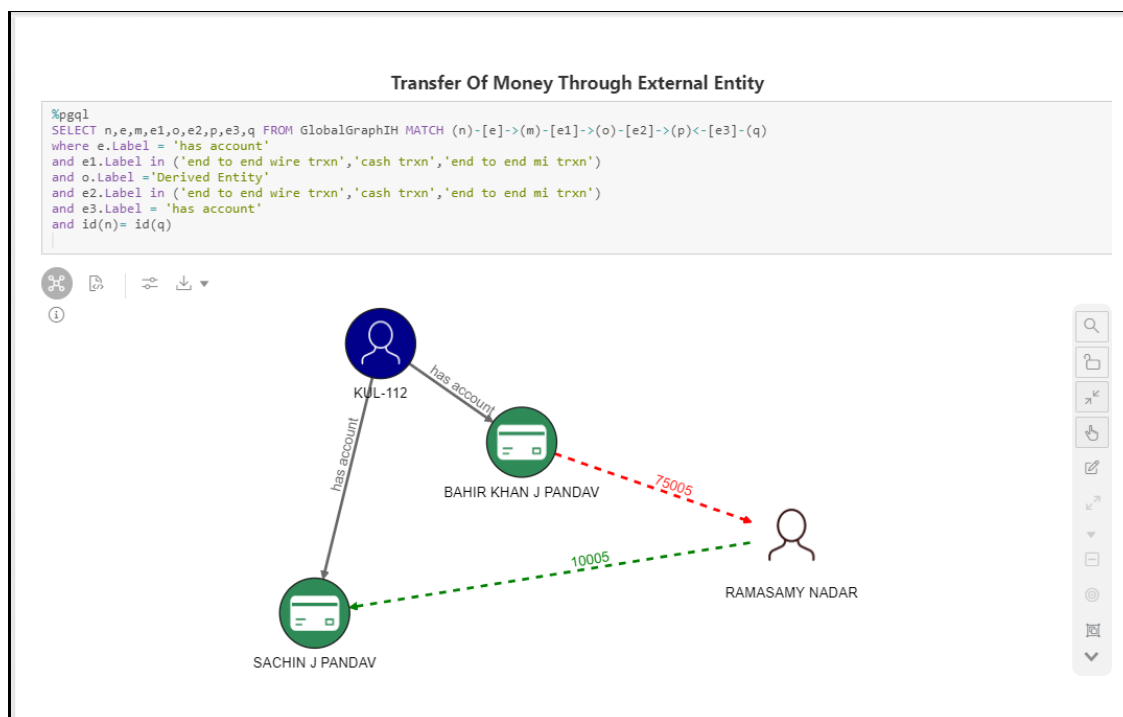 Transfer Of Money Through External Entity
%pgql
SELECT n,e,m,e1,o,e2,p,e3,q FROM GlobalGraphIH MATCH (n)-[e]->(m)-[e1]->(o)-[e2]->(p)<-[e3]-(q)
where e.Label = 'has account'
and e1.Label in ('end to end wire trxn','cash trxn','end to end mi trxn')
and o.Label ='Derived Entity'
and e2.Label in ('end to end wire trxn','cash trxn','end to end mi trxn')
and e3.Label = 'has account'
and id(n)= id(q)
KUL-112
has account
has account
BAHIR KHAN J PANDAV
75005
10005
RAMASAMY NADAR
SACHIN J PANDAV